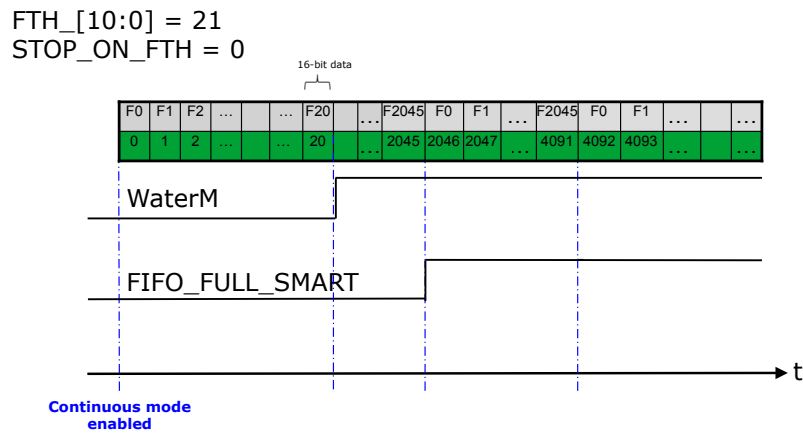 FTH_[10:0] = 21
STOP_ON_FTH = 0
16-bit data
F0 F1 F2 ... ... F20 ... F2045 F0 F1 ... F2045 F0 F1 ... ...
0 1 2 ... ... 20 ... 2045 2046 2047 ... 4091 4092 4093 ... ...
WaterM
FIFO_FULL_SMART
t
Continuous mode
enabled